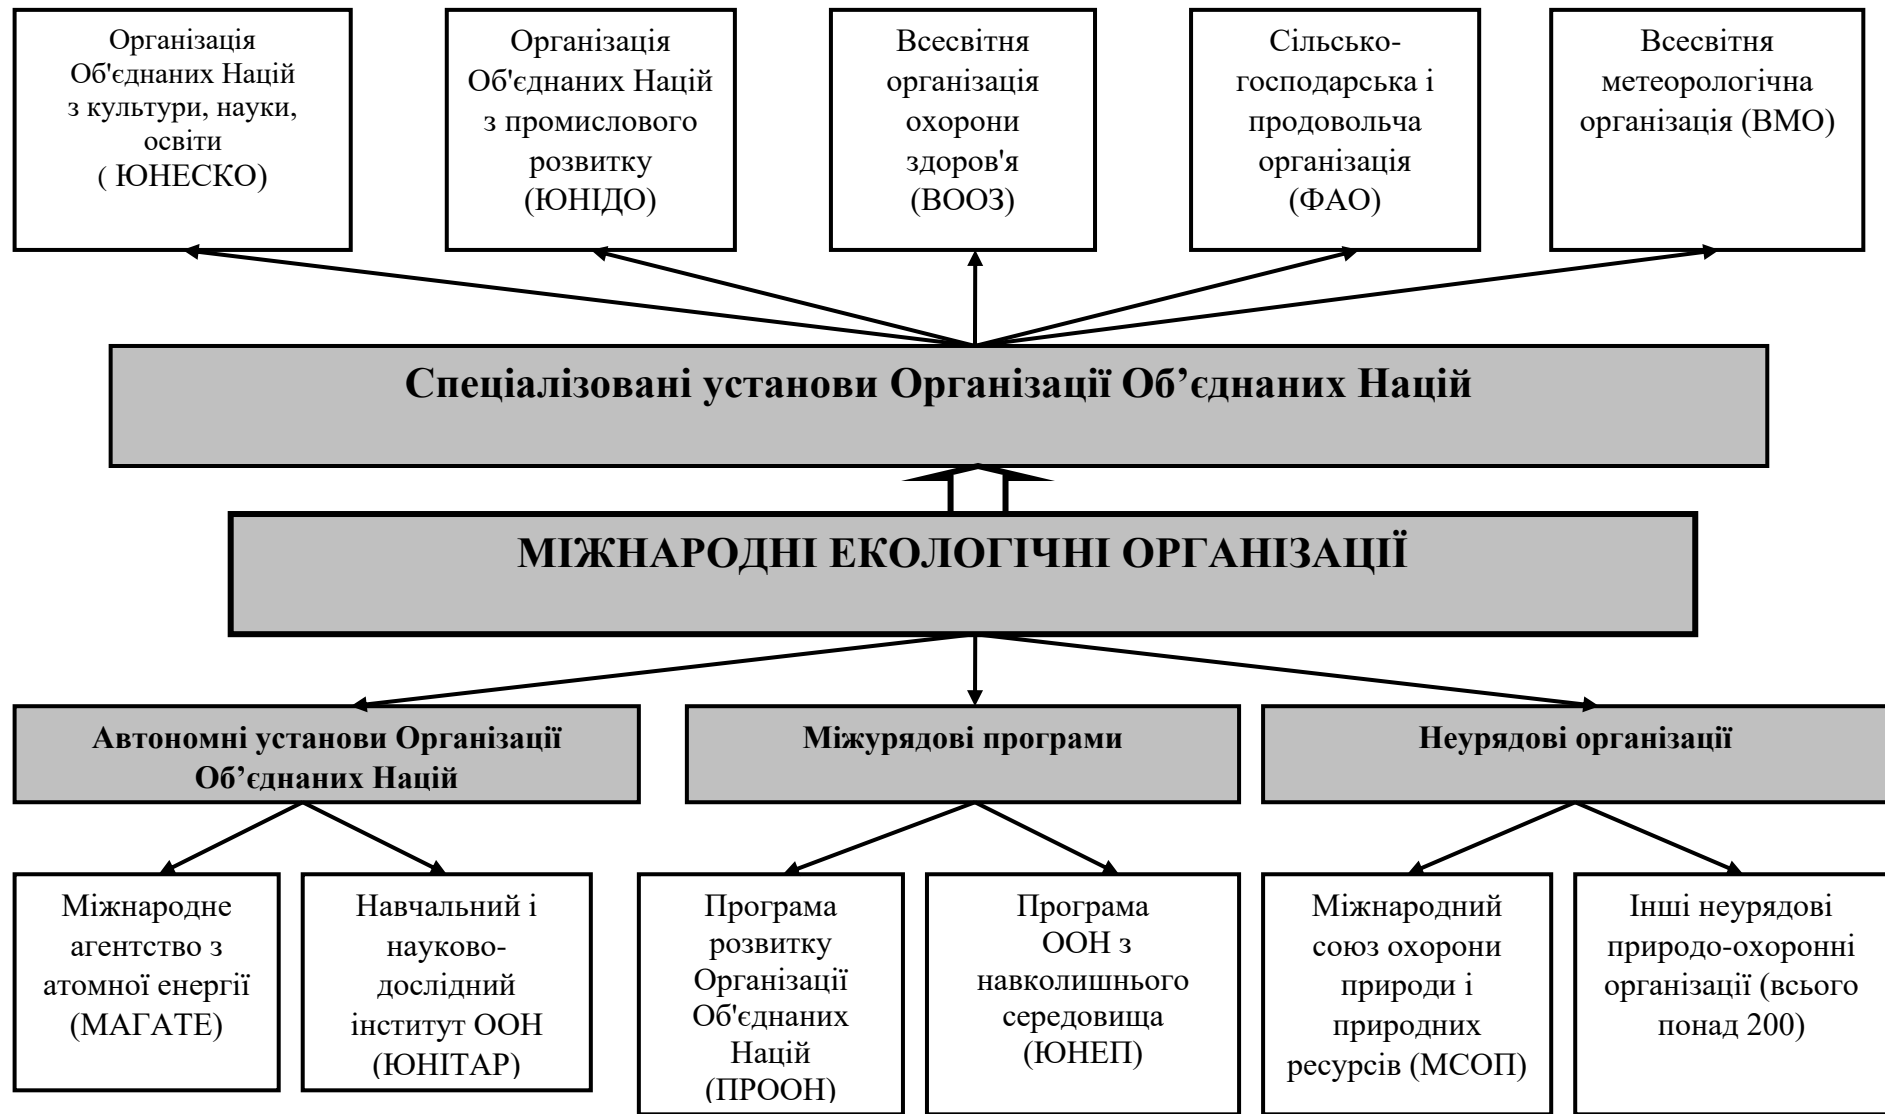 Організація
Об'єднаних Націй
з культури, науки,
освіти
( ЮНЕСКО)
Організація
Об'єднаних Націй
з промислового
розвитку
(ЮНІДО)
Всесвітня
організація
охорони
здоров'я
(ВООЗ)
Сільсько-
господарська і
продовольча
організація
(ФАО)
Всесвітня
метеорологічна
організація (ВМО)
Спеціалізовані установи Організації Об’єднаних Націй
МІЖНАРОДНІ ЕКОЛОГІЧНІ ОРГАНІЗАЦІЇ
Автономні установи Організації
Об’єднаних Націй
Міжурядові програми
Неурядові організації
Міжнародне
агентство з
атомної енергії
(МАГАТЕ)
Навчальний і
науково-
дослідний
інститут ООН
(ЮНІТАР)
Програма
розвитку
Організації
Об'єднаних
Націй
(ПРООН)
Програма
ООН з
навколишнього
середовища
(ЮНЕП)
Міжнародний
союз охорони
природи і
природних
ресурсів (МСОП)
Інші неурядові
природо-охоронні
організації (всього
понад 200)